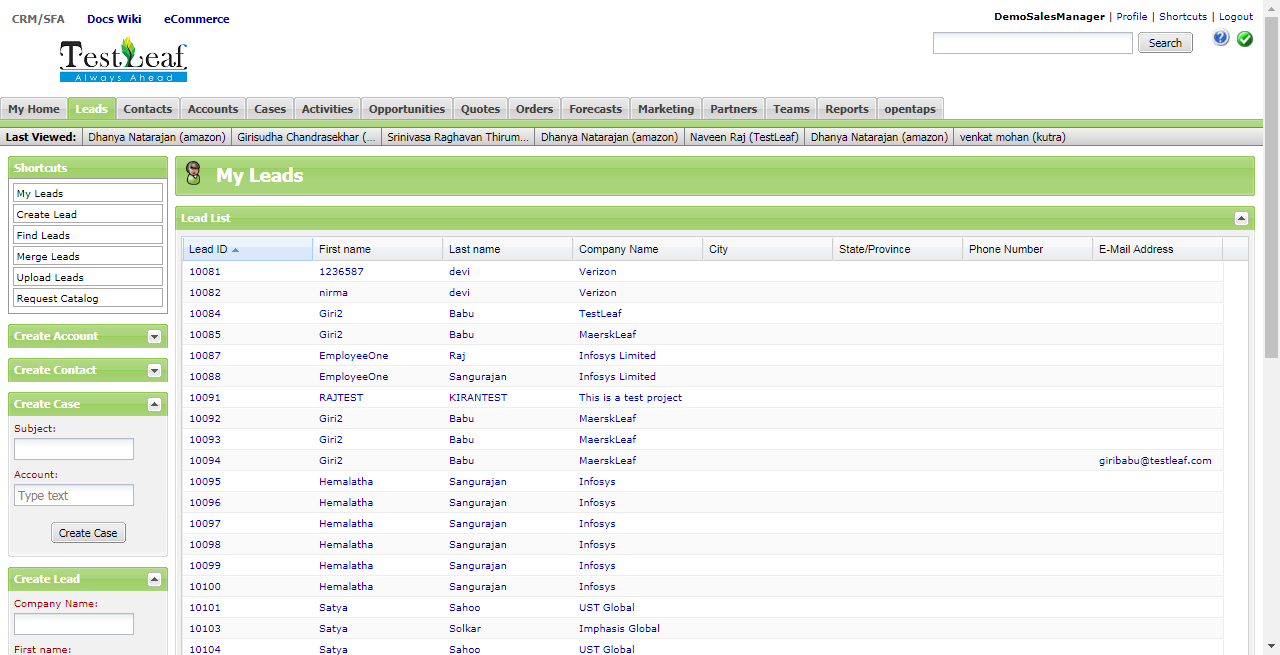 CRM/SFA Docs Wiki eCommerce
DemoSalesManager | Profile | Shortcuts | Logout
TestLeaf
Always Ahead
Search
My Home Leads Contacts Accounts Cases Activities Opportunities Quotes Orders Forecasts Marketing Partners Teams Reports opentaps
Last Viewed: Dhanya Natarajan (amazon) Girisudha Chandrasekhar (... Srinivasa Raghavan Thirum... Dhanya Natarajan (amazon) Naveen Raj (TestLeaf) Dhanya Natarajan (amazon) venkat mohan (kutra)
Shortcuts
My Leads
Create Lead
Find Leads
Merge Leads
Upload Leads
Request Catalog
Create Account
Create Contact
Create Case
Subject:
Account:
Type text
Create Case
Create Lead
Company Name:
First name:
My Leads
Lead List
Lead ID First name Last name Company Name City State/Province Phone Number E-Mail Address
10081 1236587 devi Verizon
10082 nirma devi Verizon
10084 Giri2 Babu TestLeaf
10085 Giri2 Babu MaerskLeaf
10087 EmployeeOne Raj Infosys Limited
10088 EmployeeOne Sangurajan Infosys Limited
10091 RAJTEST KIRANTEST This is a test project
10092 Giri2 Babu MaerskLeaf
10093 Giri2 Babu MaerskLeaf
10094 Giri2 Babu MaerskLeaf giribabu@testleaf.com
10095 Hemalatha Sangurajan Infosys
10096 Hemalatha Sangurajan Infosys
10097 Hemalatha Sangurajan Infosys
10098 Hemalatha Sangurajan Infosys
10099 Hemalatha Sangurajan Infosys
10100 Hemalatha Sangurajan Infosys
10101 Satya Sahoo UST Global
10103 Satya Solkar Imphasis Global
10104 Satya Sahoo UST Global